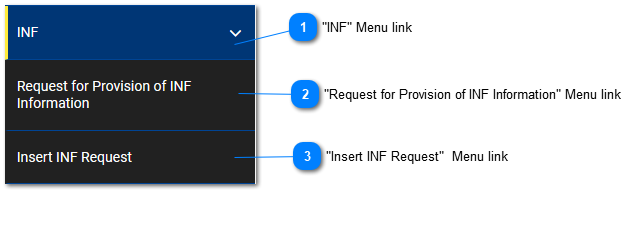 INF
1 "INF" Menu link
Request for Provision of INF
Information
2 "Request for Provision of INF Information" Menu link
Insert INF Request
3 "Insert INF Request"  Menu link